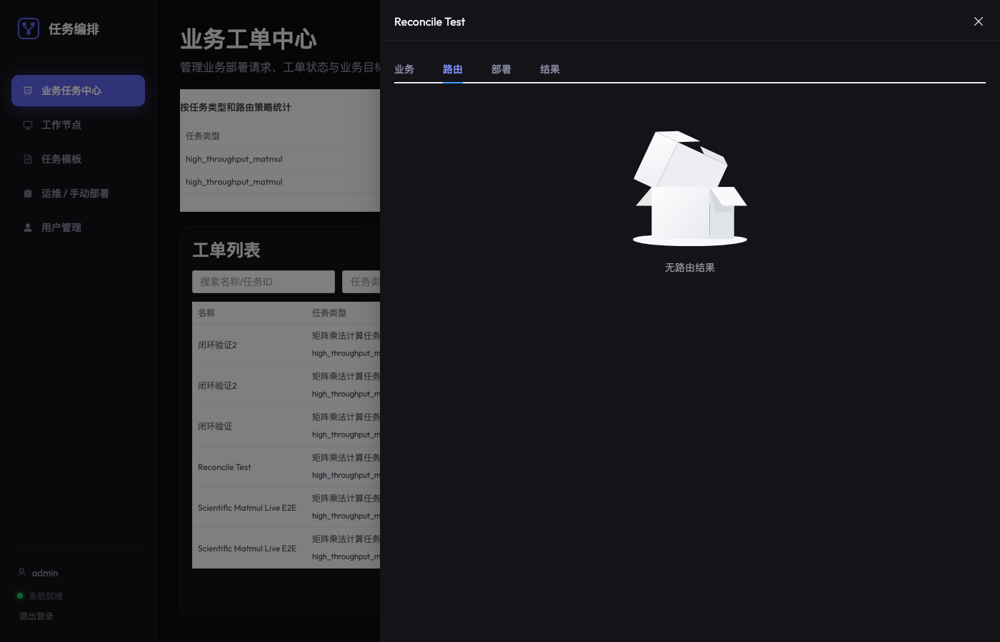 任务编排
业务任务中心
工作节点
任务模板
运维 / 手动部署
用户管理
admin
系统就绪
退出登录
业务工单中心
管理业务部署请求、工单状态与业务目标
按任务类型和路由策略统计
任务类型
high_throughput_matmul
high_throughput_matmul
工单列表
搜索名称/任务ID
任务类
名称
任务类型
闭环验证2
矩阵乘法计算任务
high_throughput_m
闭环验证2
矩阵乘法计算任务
high_throughput_m
闭环验证
矩阵乘法计算任务
high_throughput_m
Reconcile Test
矩阵乘法计算任务
high_throughput_m
Scientific Matmul Live E2E
矩阵乘法计算任务
high_throughput_m
Scientific Matmul Live E2E
矩阵乘法计算任务
high_throughput_m
Reconcile Test
业务
路由
部署
结果
无路由结果